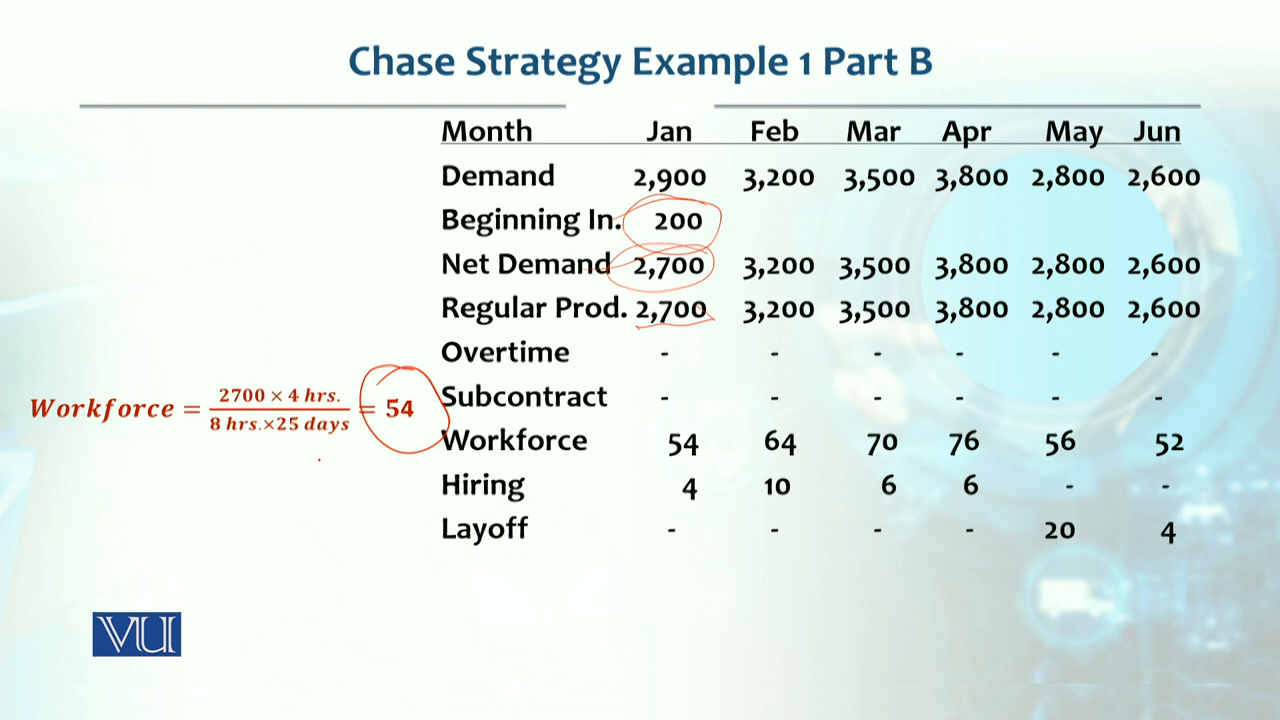 Chase Strategy Example 1 Part B
Month Jan Feb Mar Apr May Jun
Demand 2,900 3,200 3,500 3,800 2,800 2,600
Beginning In. 200
Net Demand 2,700 3,200 3,500 3,800 2,800 2,600
Regular Prod. 2,700 3,200 3,500 3,800 2,800 2,600
Overtime - - - - - -
Subcontract - - - - - -
Workforce = 2700 × 4 hrs. / 8 hrs.×25 days = 54
Workforce 54 64 70 76 56 52
Hiring 4 10 6 6 - -
Layoff - - - - 20 4
VU